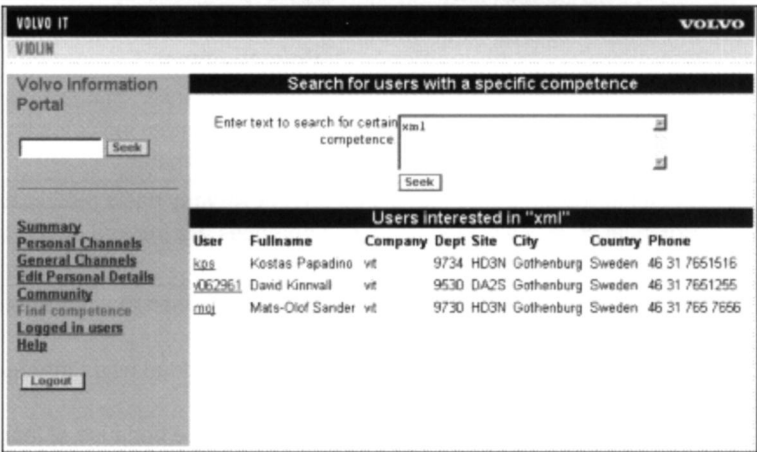 VOLVO IT
VOLVO
VIOLIN
Volvo Information
Portal
Seek
Summary
Personal Channels
General Channels
Edit Personal Details
Community
Find competence
Logged in users
Help
Logout
Search for users with a specific competence
Enter text to search for certain
competence
xml
Seek
Users interested in "xml"
User Fullname Company Dept Site City Country Phone
kps Kostas Papadino vit 9734 HD3N Gothenburg Sweden 46 31 7651516
v062961 David Kinnvall vit 9530 DA2S Gothenburg Sweden 46 31 7651255
moj Mats-Olof Sander vit 9730 HD3N Gothenburg Sweden 46 31 765 7656